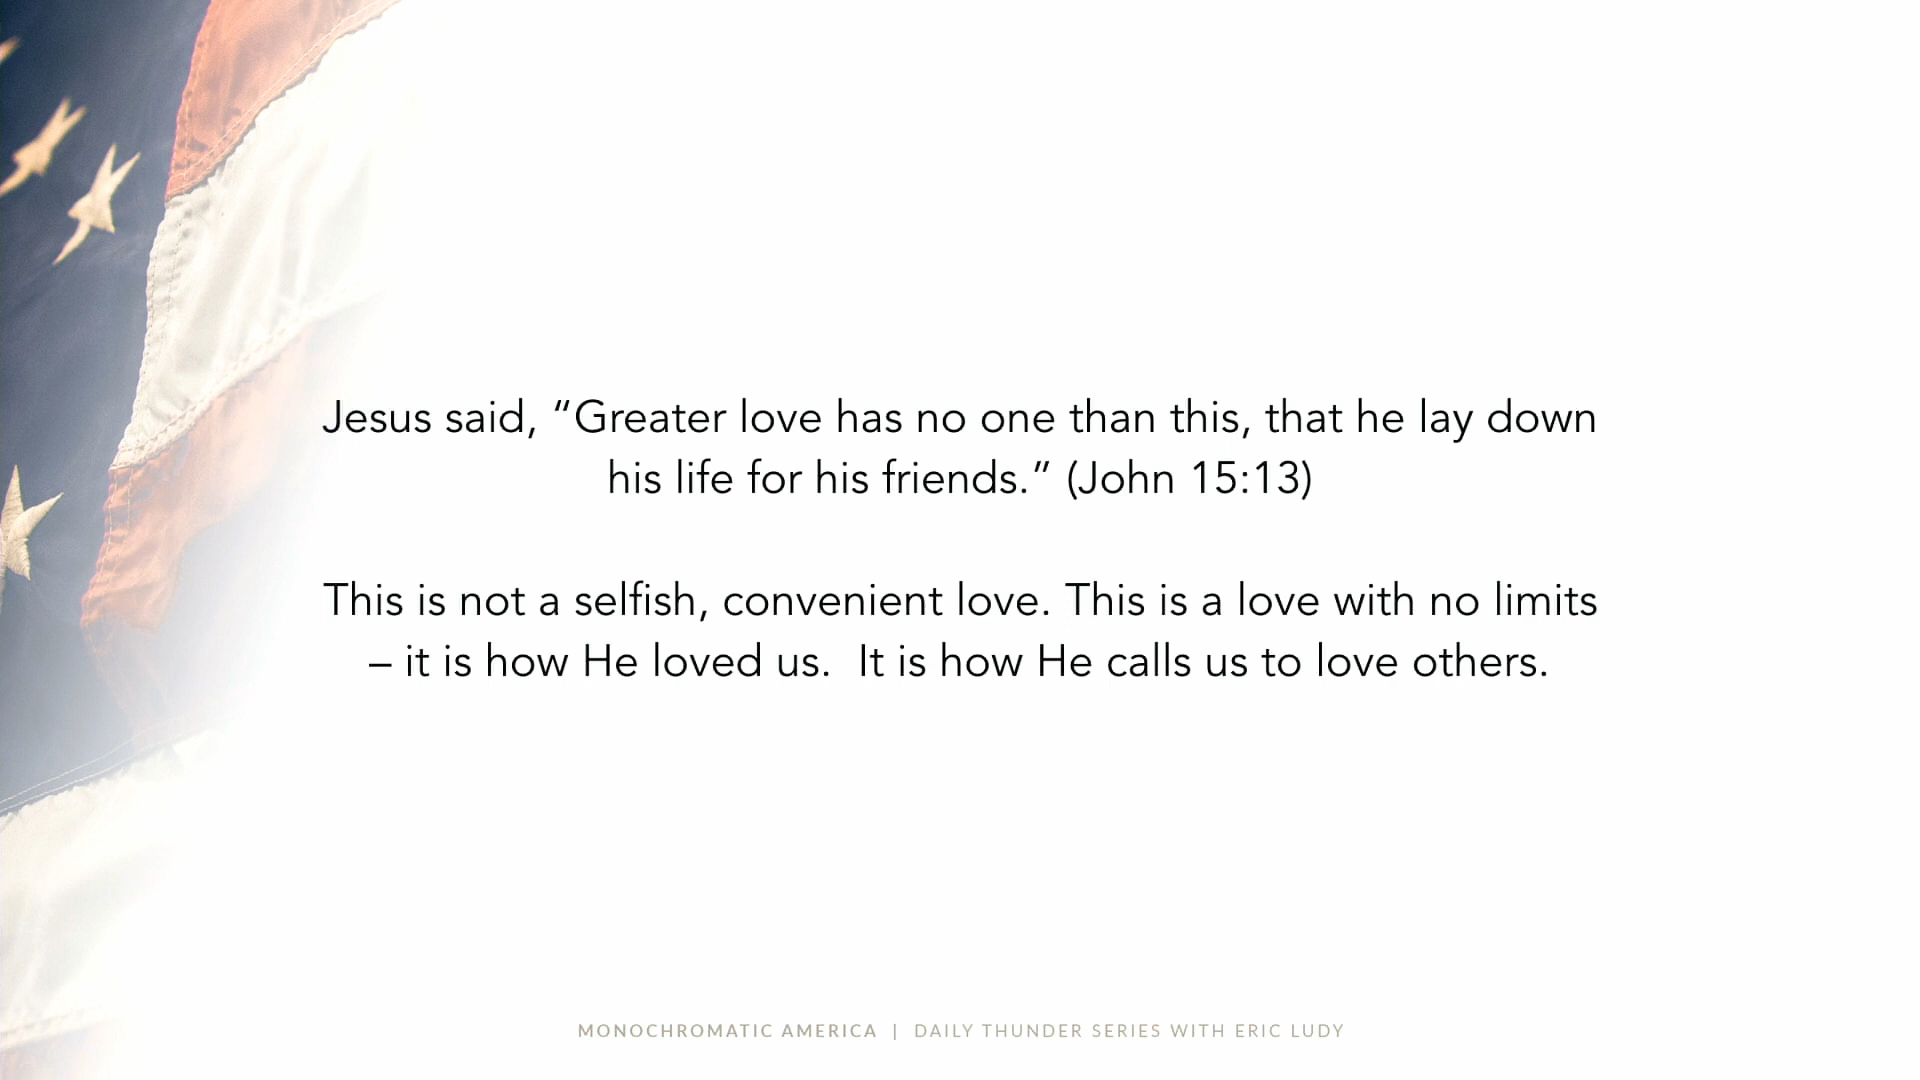 Jesus said, “Greater love has no one than this, that he lay down
his life for his friends.” (John 15:13)
This is not a selfish, convenient love. This is a love with no limits
– it is how He loved us.  It is how He calls us to love others.
MONOCHROMATIC AMERICA | DAILY THUNDER SERIES WITH ERIC LUDY